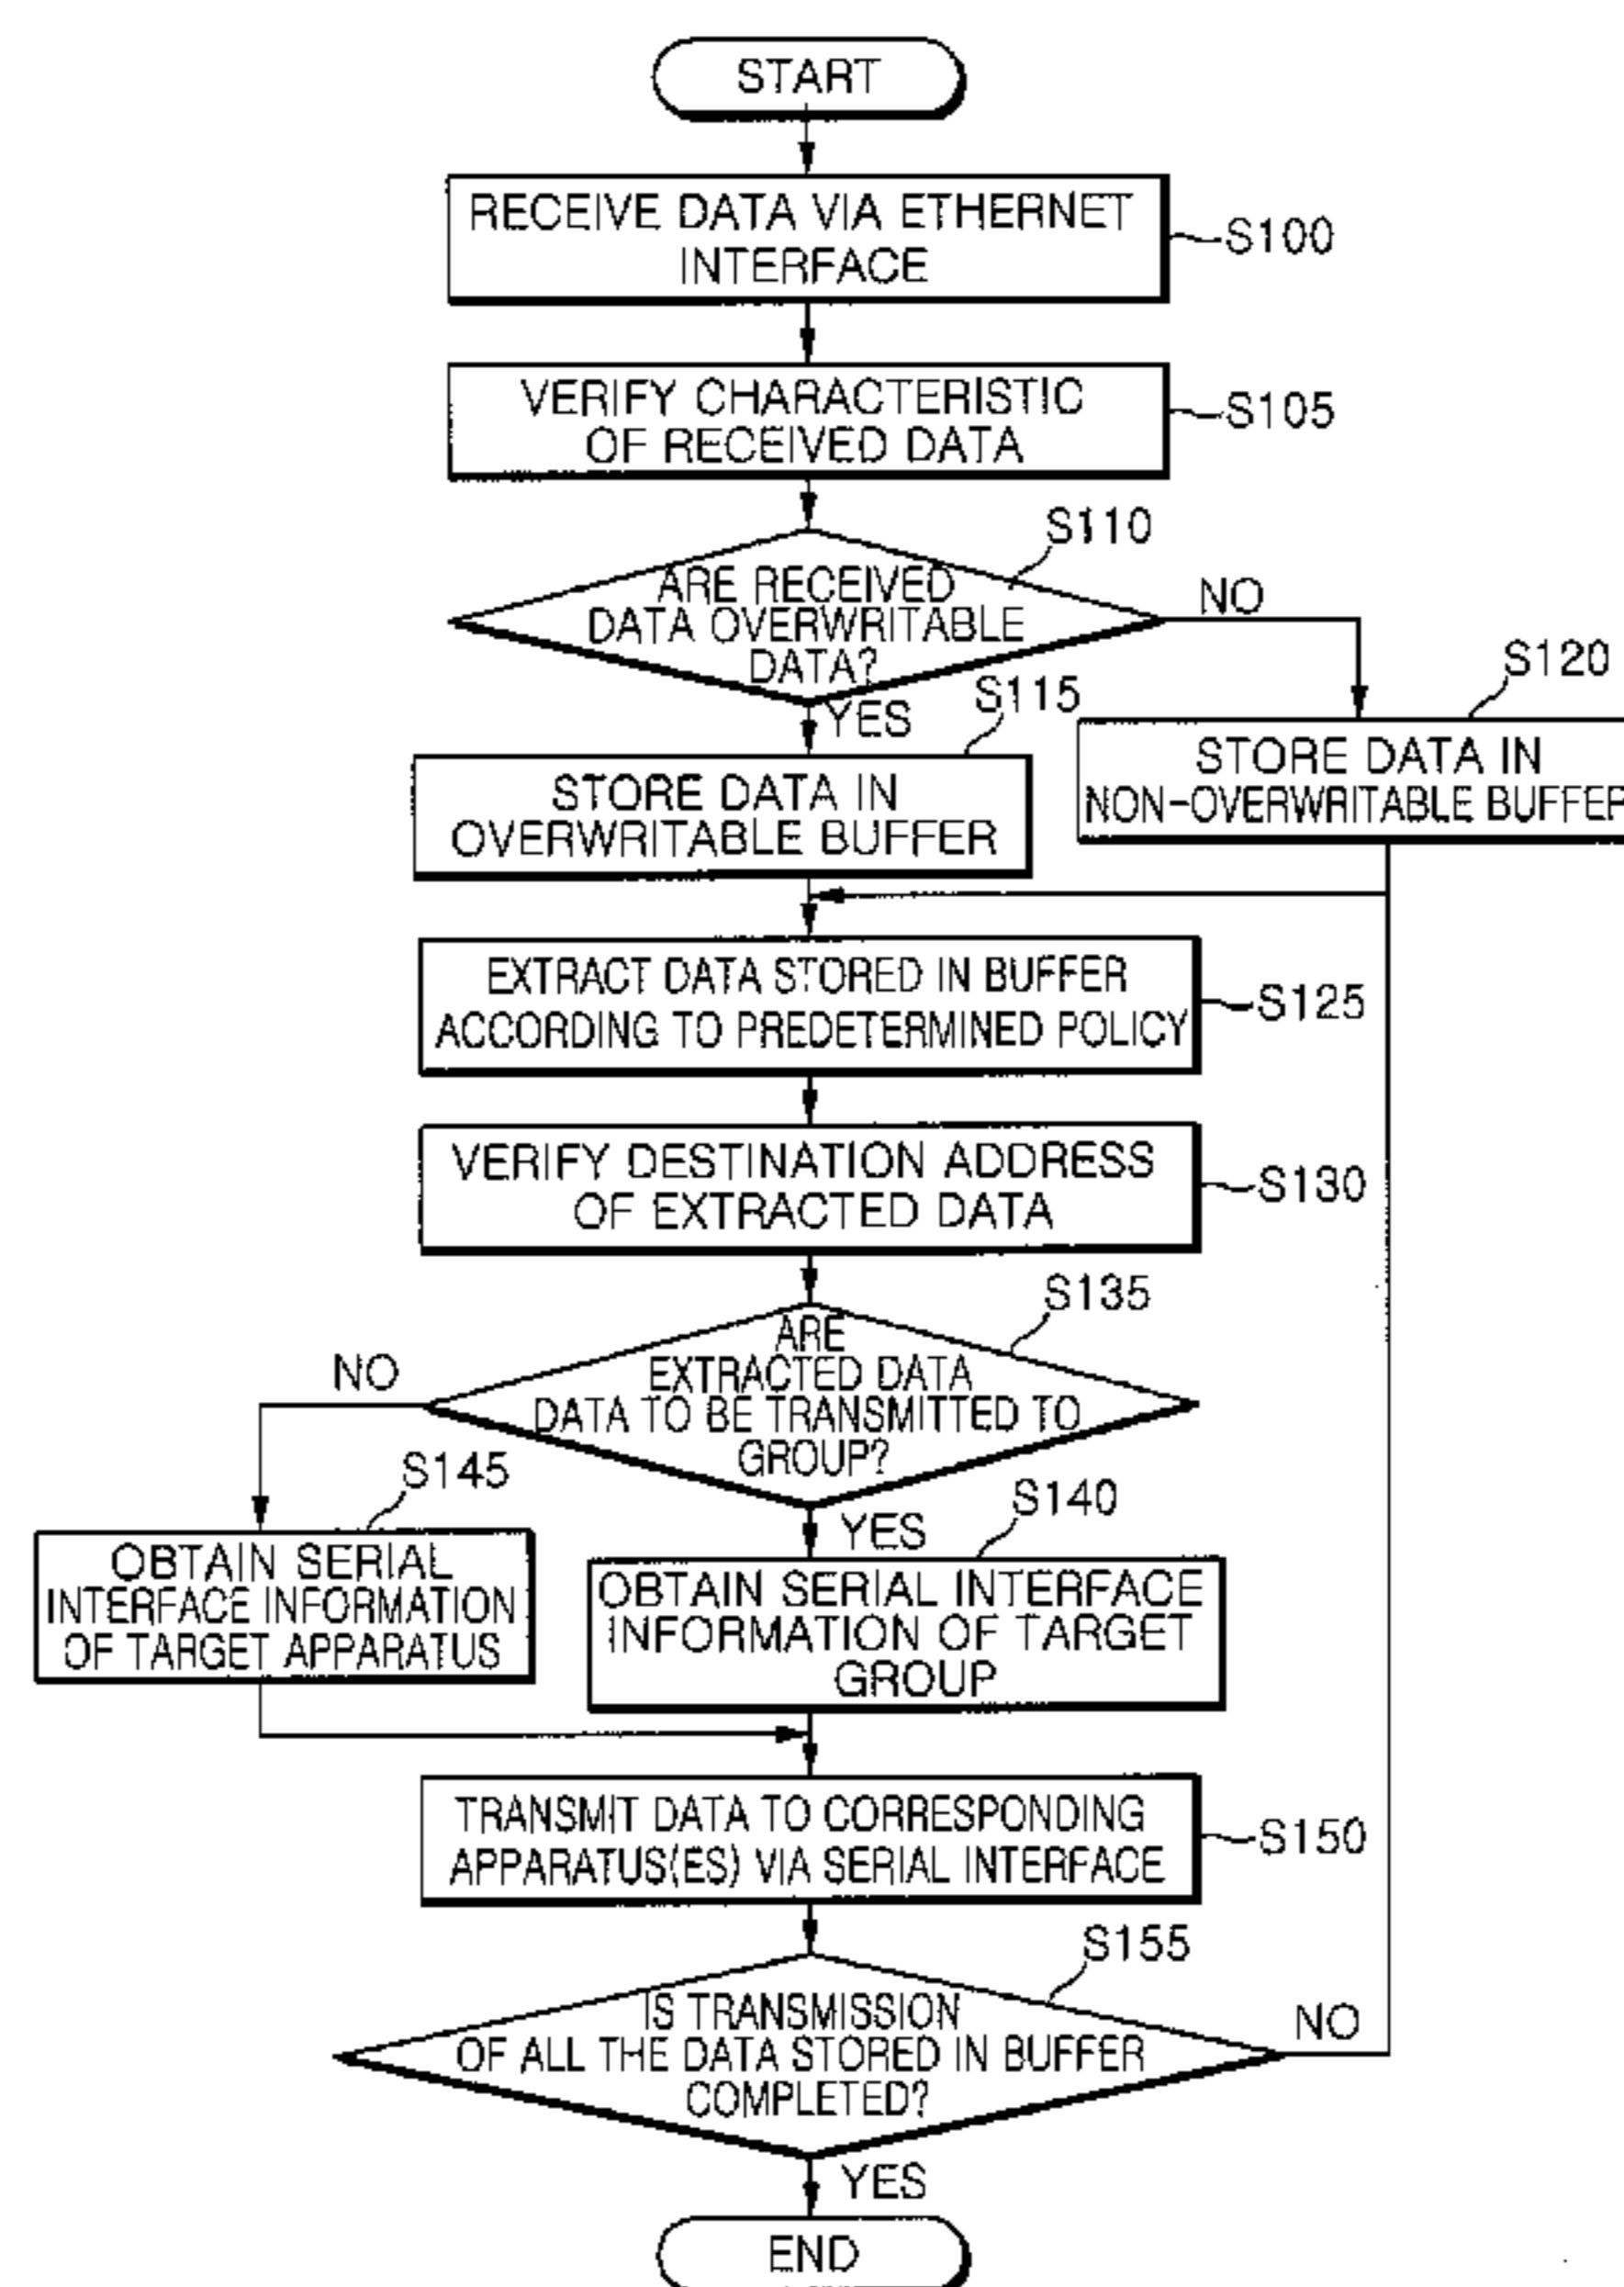 START
RECEIVE DATA VIA ETHERNET
INTERFACE
S100
VERIFY CHARACTERISTIC
OF RECEIVED DATA
S105
S110
ARE RECEIVED
DATA OVERWRITABLE
DATA?
NO
YES
S115
STORE DATA IN
OVERWRITABLE BUFFER
S120
STORE DATA IN
NON-OVERWRITABLE BUFFER
EXTRACT DATA STORED IN BUFFER
ACCORDING TO PREDETERMINED POLICY
S125
VERIFY DESTINATION ADDRESS
OF EXTRACTED DATA
S130
S135
ARE
EXTRACTED DATA
DATA TO BE TRANSMITTED TO
GROUP?
NO
S145
OBTAIN SERIAL
INTERFACE INFORMATION
OF TARGET APPARATUS
YES
S140
OBTAIN SERIAL INTERFACE
INFORMATION OF TARGET
GROUP
TRANSMIT DATA TO CORRESPONDING
APPARATUS(ES) VIA SERIAL INTERFACE
S150
S155
IS TRANSMISSION
OF ALL THE DATA STORED IN BUFFER
COMPLETED?
NO
YES
END